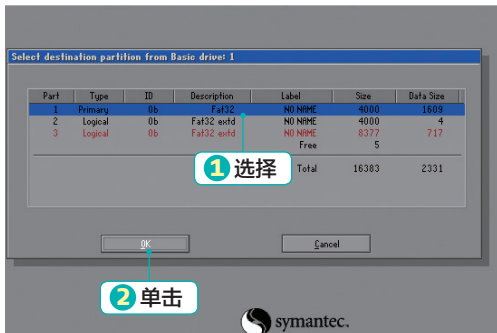 Select destination partition from Basic drive: 1
Part Type ID Description Label Size Data Size
1 Primary 0b Fat32 NO NAME 4000 1609
2 Logical 0b Fat32 extd NO NAME 4000 4
3 Logical 0b Fat32 extd NO NAME 8377 717
Free 5
Total 16383 2331
1 选择
OK Cancel
2 单击
symantec.